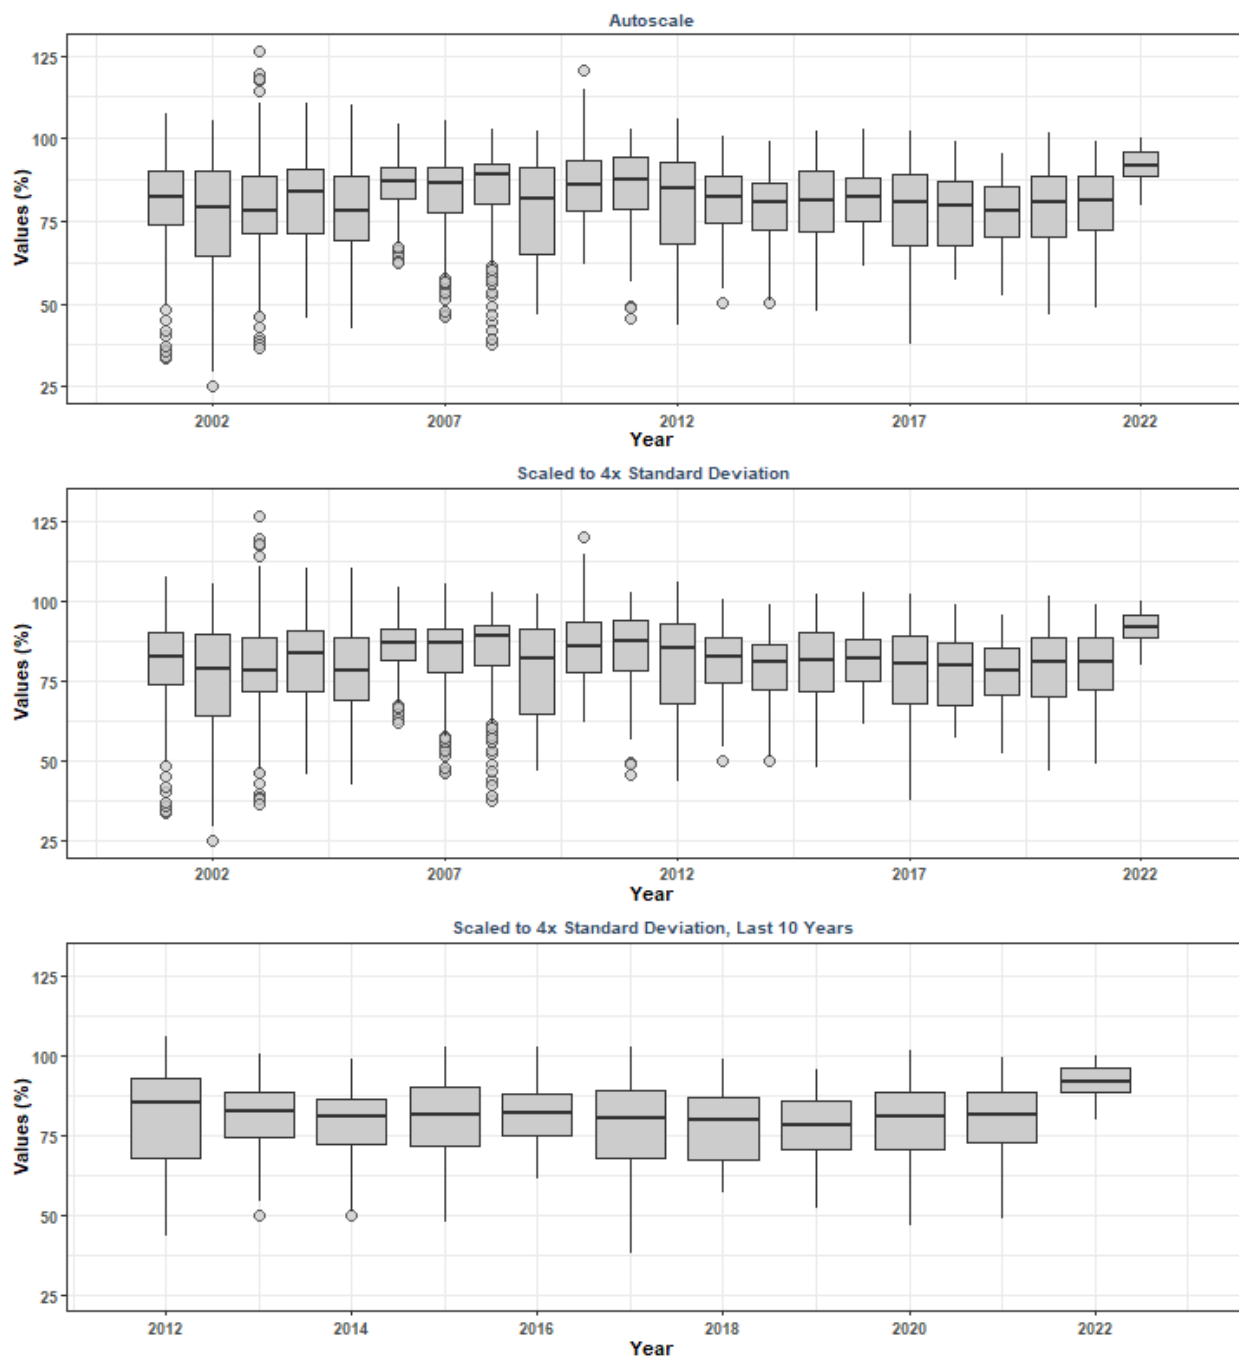 Autoscale
125
100
75
50
25
Values (%)
2002 2007 2012 2017 2022
Year
Scaled to 4x Standard Deviation
125
100
75
50
25
Values (%)
2002 2007 2012 2017 2022
Year
Scaled to 4x Standard Deviation, Last 10 Years
125
100
75
50
25
Values (%)
2012 2014 2016 2018 2020 2022
Year